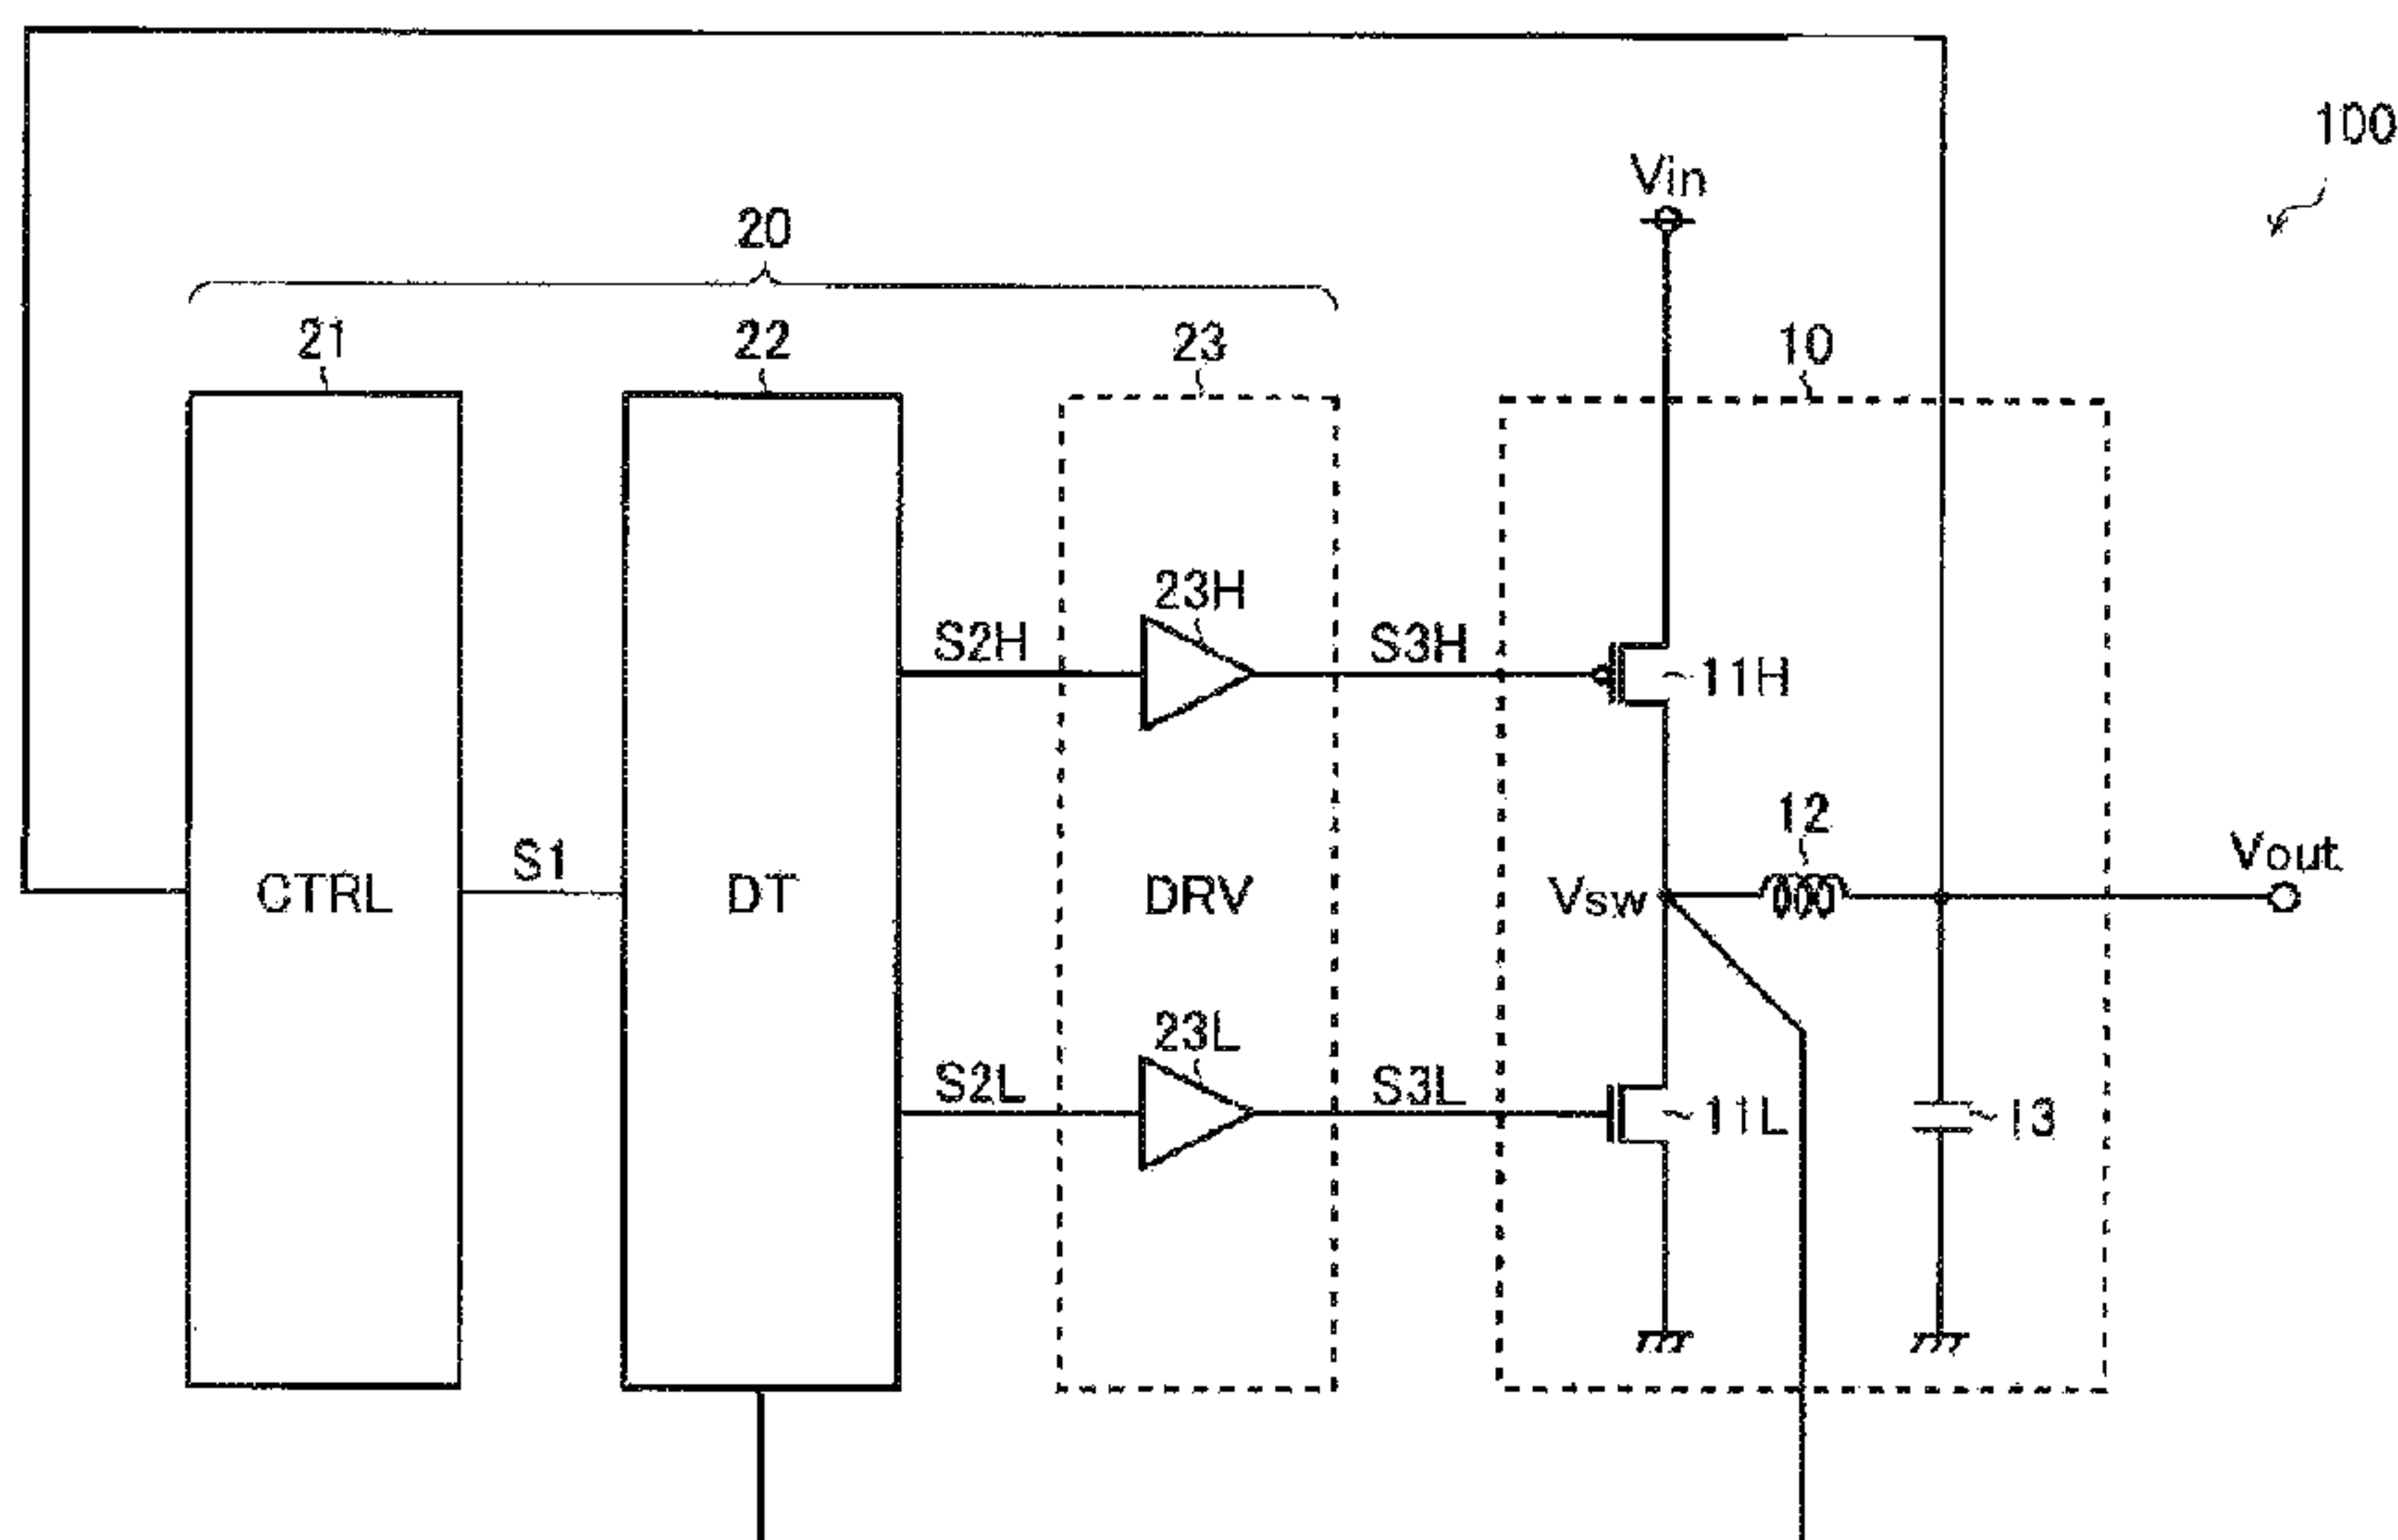 100
Vin
20
21
22
23
10
23H
S2H
S3H
11H
12
Vout
S1
CTRL
DT
DRV
Vsw
23L
S2L
S3L
11L
13